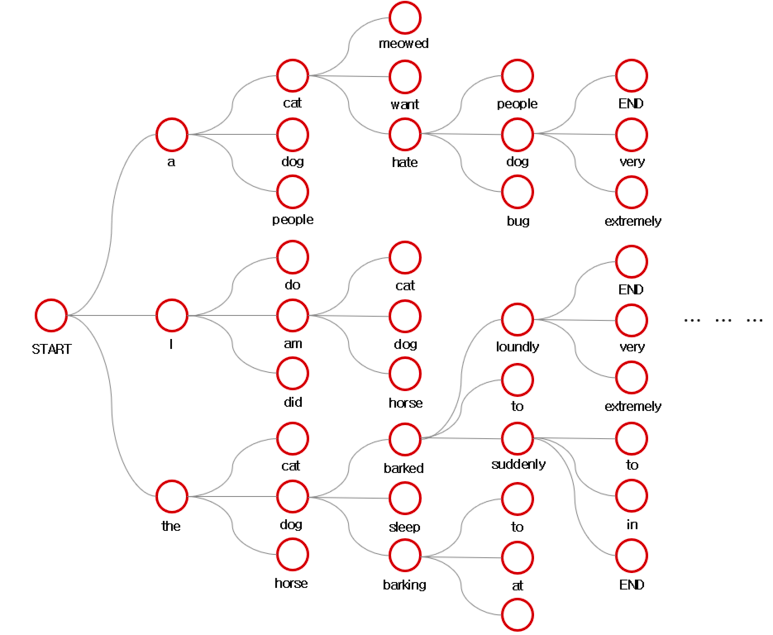 meowed
cat want people END
a dog hate dog very
people bug extremely
do cat END
START I am dog loundly very ... ... ...
did horse to extremely
cat barked suddenly to
the dog sleep to in
horse barking at END